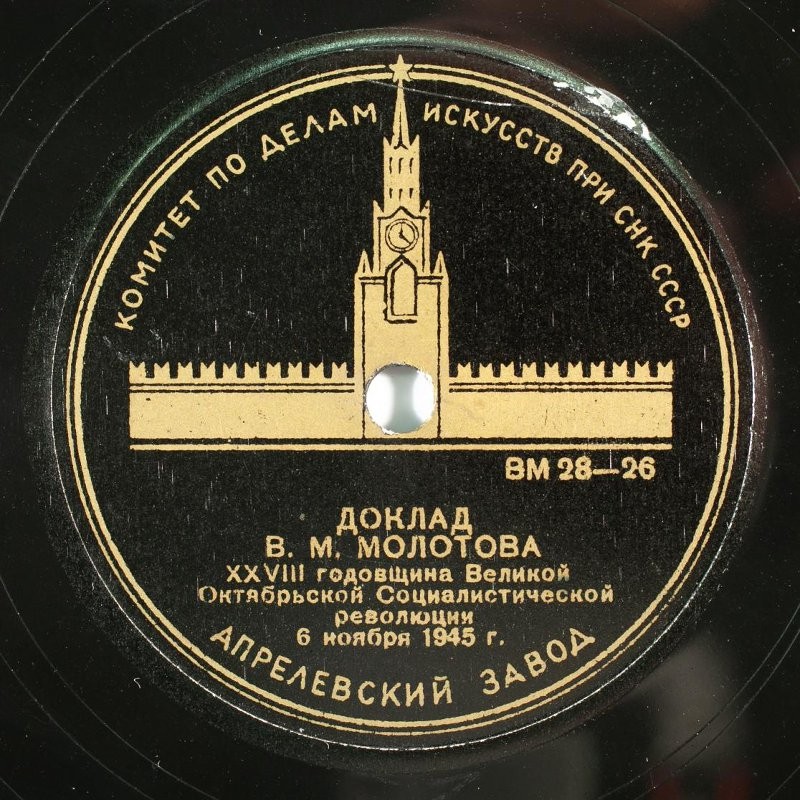 КОМИТЕТ ПО ДЕЛАМ ИСКУССТВ ПРИ СНК СССР
ВМ 28—26
ДОКЛАД
В. М. МОЛОТОВА
XXVIII годовщина Великой
Октябрьской Социалистической
революции
6 ноября 1945 г.
АПРЕЛЕВСКИЙ ЗАВОД